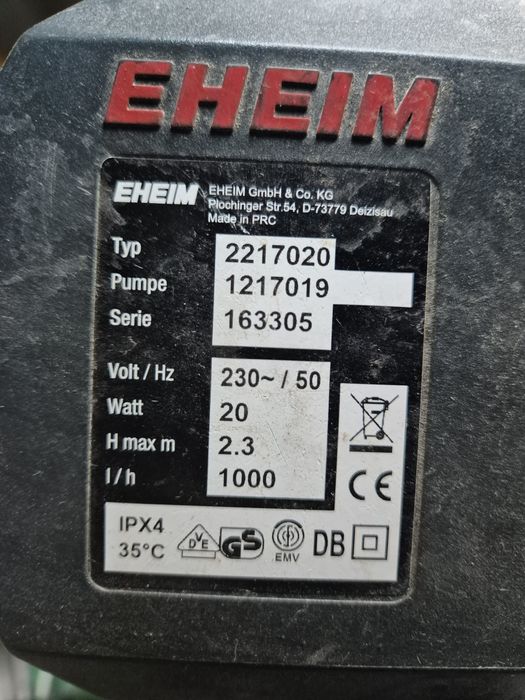 EHEIM
EHEIM EHEIM GmbH & Co. KG
Plochinger Str.54, D-73779 Deizisau
Made in PRC
Typ 2217020
Pumpe 1217019
Serie 163305
Volt / Hz 230~ / 50
Watt 20
H max m 2.3
l / h 1000
CE
IPX4
35°C
DVE
GS
EMV
DB